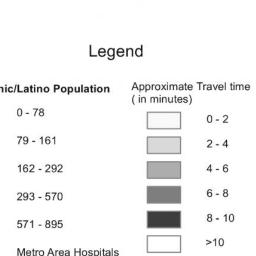 Legend
nic/Latino Population
0 - 78
79 - 161
162 - 292
293 - 570
571 - 895
Metro Area Hospitals
Approximate Travel time
( in minutes)
0 - 2
2 - 4
4 - 6
6 - 8
8 - 10
>10